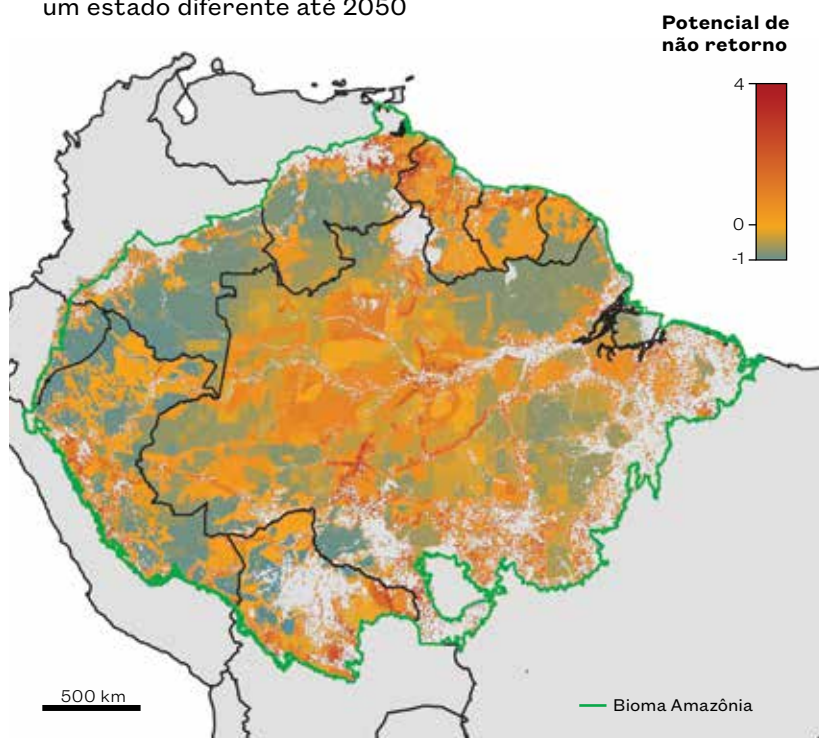 um estado diferente até 2050
Potencial de
não retorno
4
0
-1
500 km
Bioma Amazônia